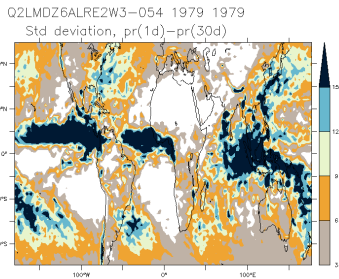 Q2LMDZ6ALRE2W3-054 1979 1979
Std deviation, pr(1d)-pr(30d)
°N
°N
0°
°S
°S
100°W
0°
100°E
15
12
9
6
3